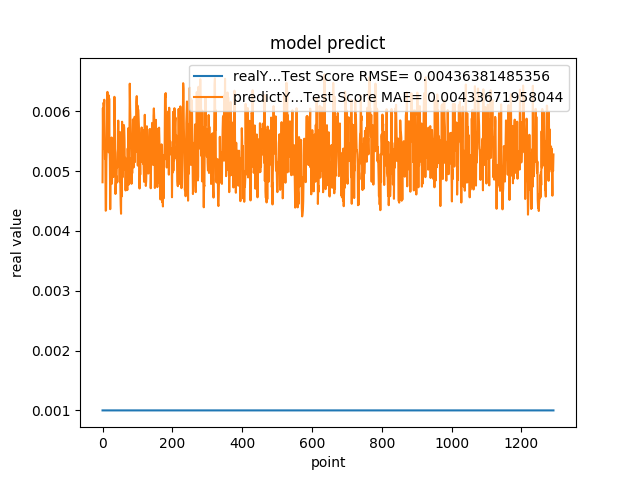 model predict
realY...Test Score RMSE= 0.00436381485356
predictY...Test Score MAE= 0.00433671958044
0.006
0.005
0.004
0.003
0.002
0.001
real value
0 200 400 600 800 1000 1200
point